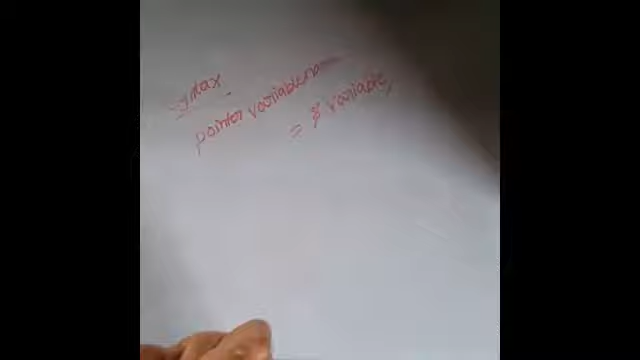 Syntax
pointer variable
= & variable;